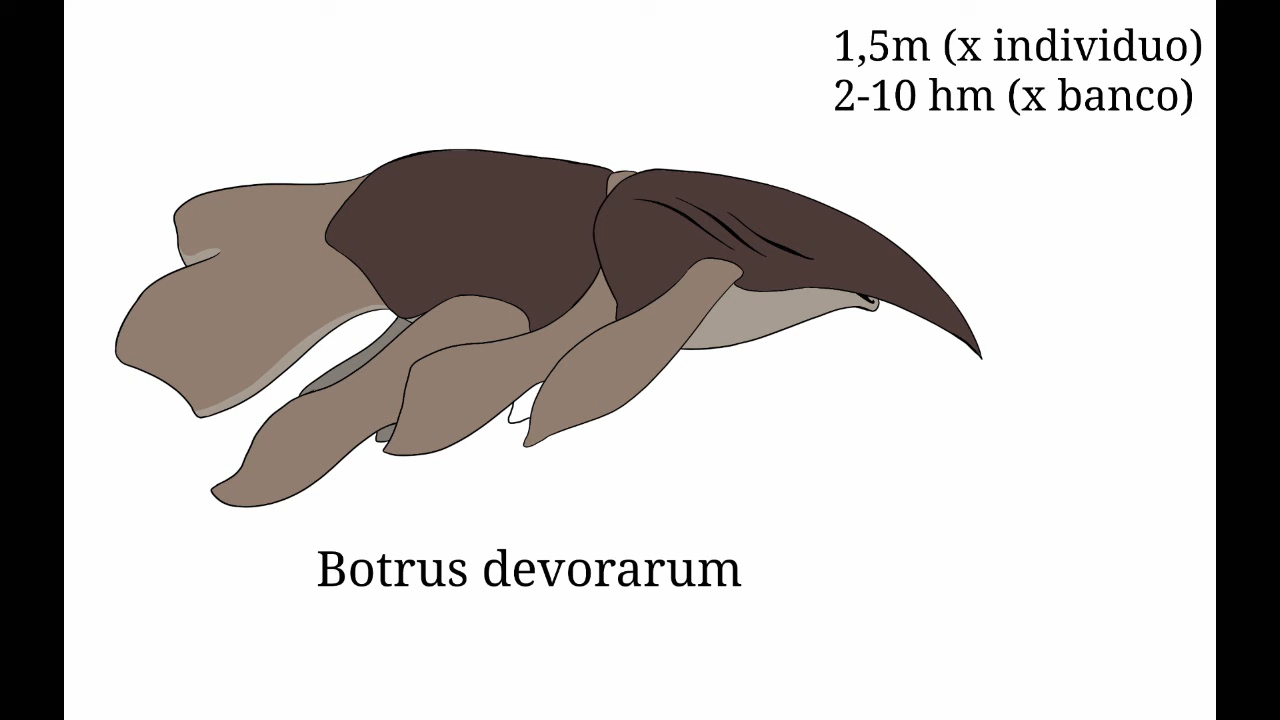 1,5m (x individuo)
2-10 hm (x banco)
Botrus devorarum